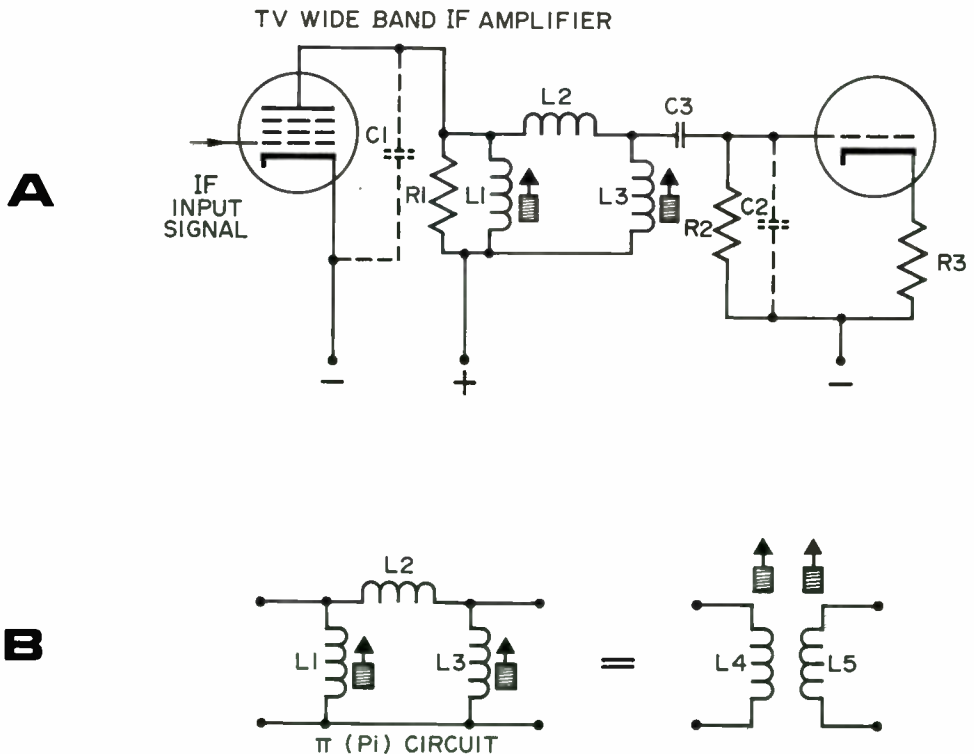 TV WIDE BAND IF AMPLIFIER
A
IF
INPUT
SIGNAL
C1
R1
L1
L2
L3
C3
R2
C2
R3
−
+
−
B
L2
L1
L3
π (Pi) CIRCUIT
=
L4
L5